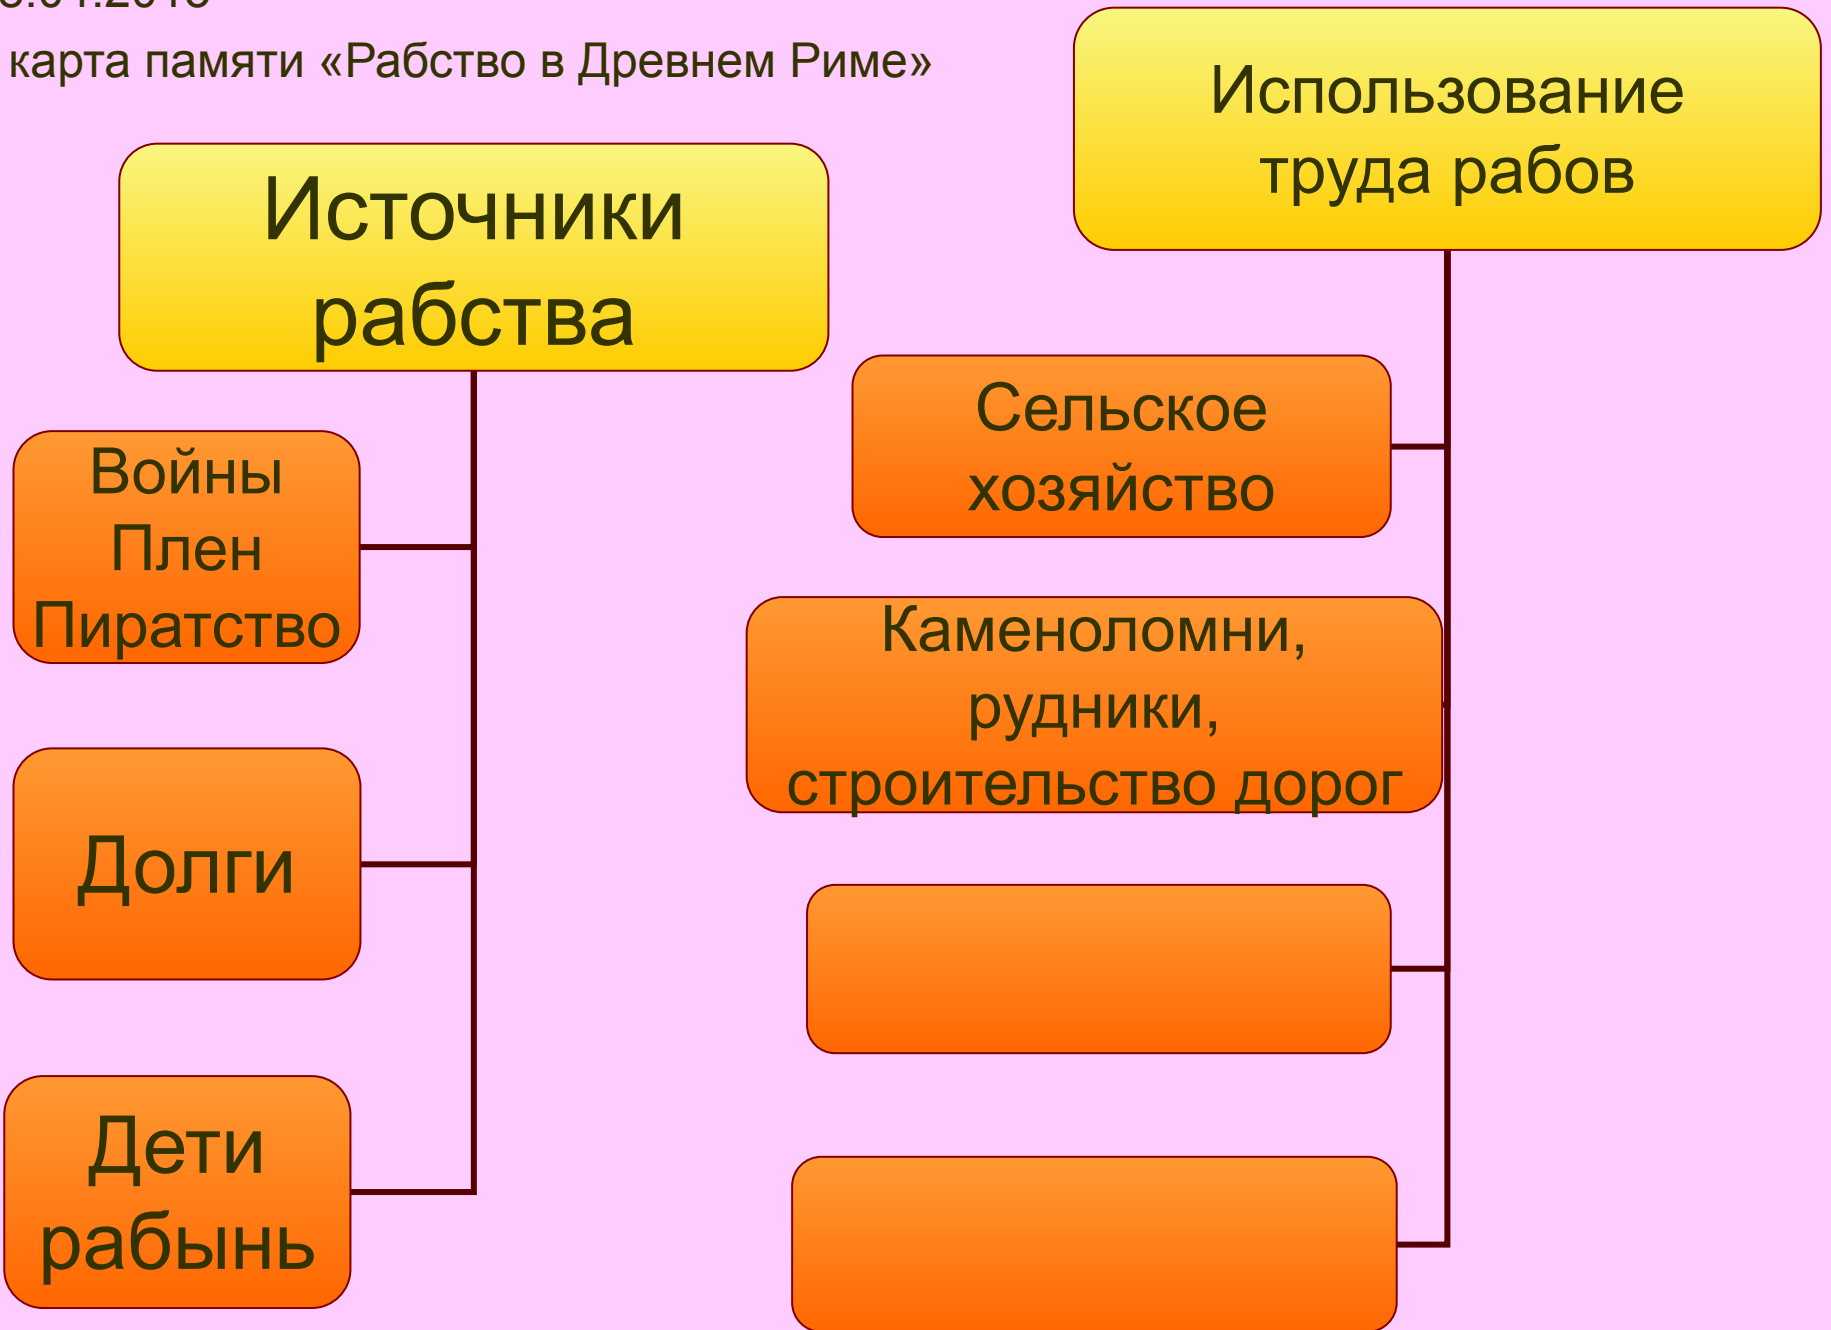 карта памяти «Рабство в Древнем Риме»
Источники
рабства
Войны
Плен
Пиратство
Долги
Дети
рабынь
Использование
труда рабов
Сельское
хозяйство
Каменоломни,
рудники,
строительство дорог